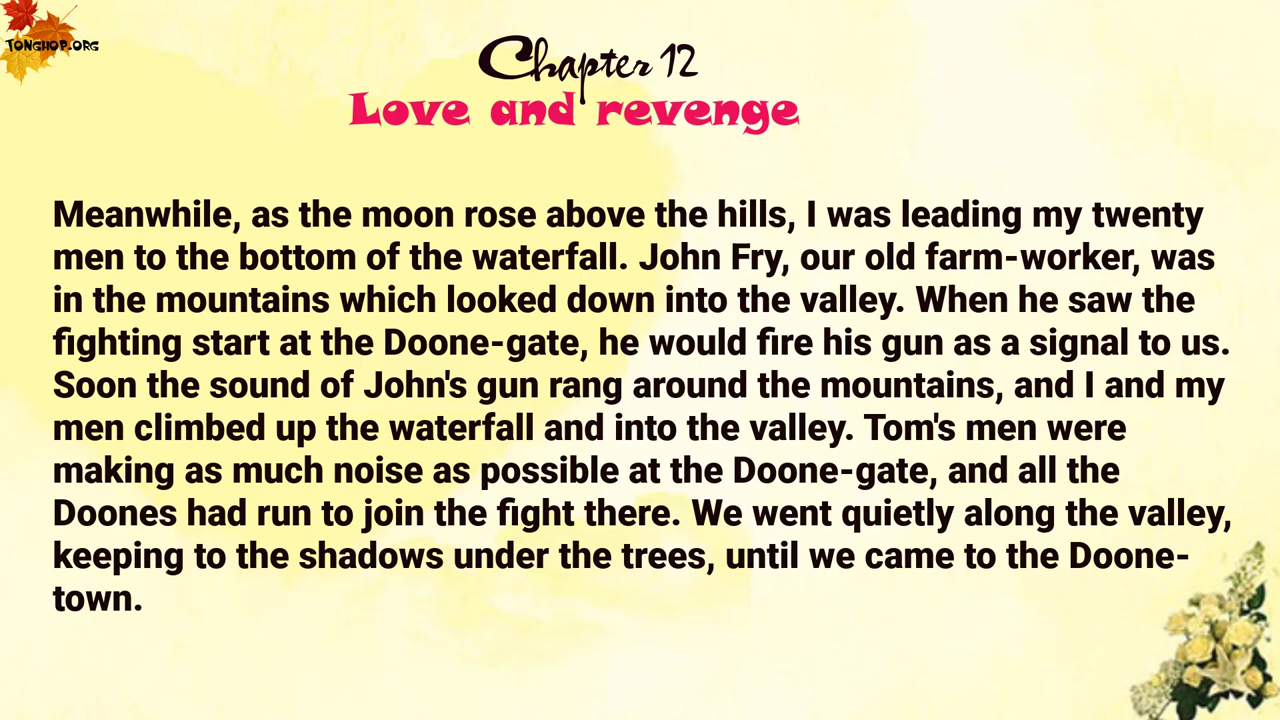 TONGHOP.ORG
Chapter 12
Love and revenge
Meanwhile, as the moon rose above the hills, I was leading my twenty
men to the bottom of the waterfall. John Fry, our old farm-worker, was
in the mountains which looked down into the valley. When he saw the
fighting start at the Doone-gate, he would fire his gun as a signal to us.
Soon the sound of John's gun rang around the mountains, and I and my
men climbed up the waterfall and into the valley. Tom's men were
making as much noise as possible at the Doone-gate, and all the
Doones had run to join the fight there. We went quietly along the valley,
keeping to the shadows under the trees, until we came to the Doone-
town.